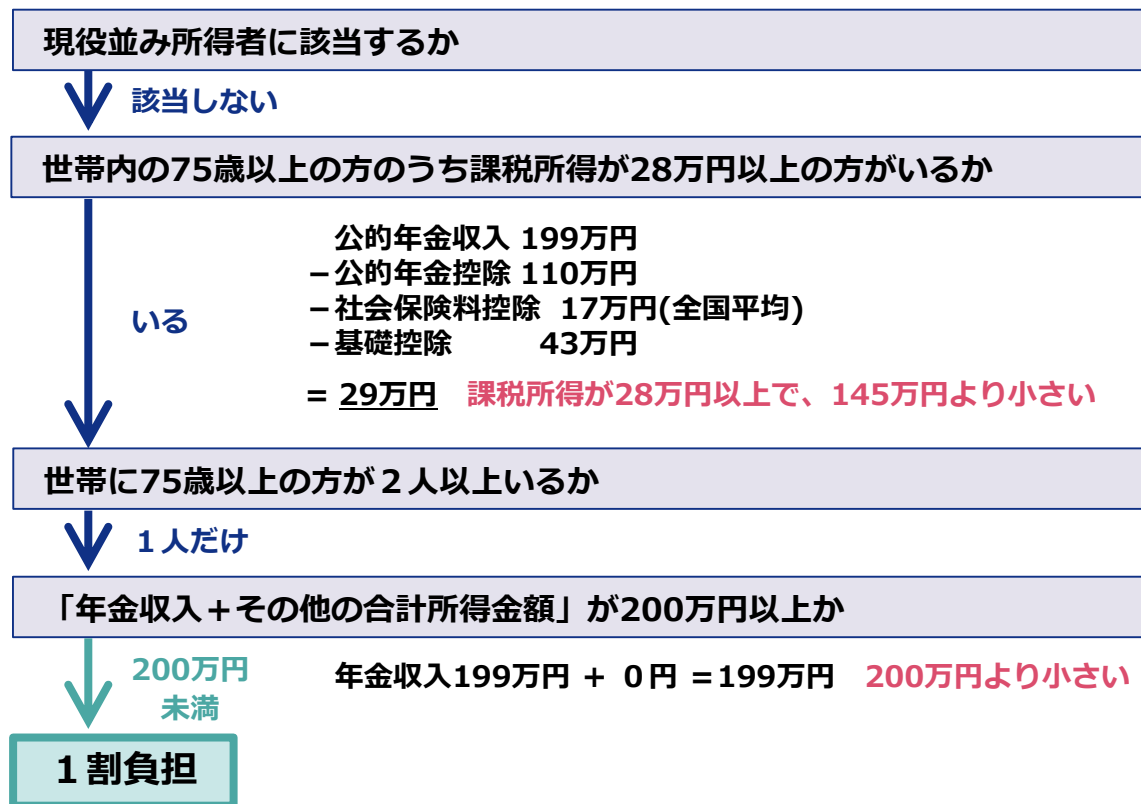 現役並み所得者に該当するか
該当しない
世帯内の75歳以上の方のうち課税所得が28万円以上の方がいるか
公的年金収入 199万円
－公的年金控除 110万円
－社会保険料控除 17万円(全国平均)
－基礎控除 43万円
いる
= 29万円 課税所得が28万円以上で、145万円より小さい
世帯に75歳以上の方が２人以上いるか
１人だけ
「年金収入＋その他の合計所得金額」が200万円以上か
200万円
未満
年金収入199万円 + ０円 =199万円 200万円より小さい
１割負担